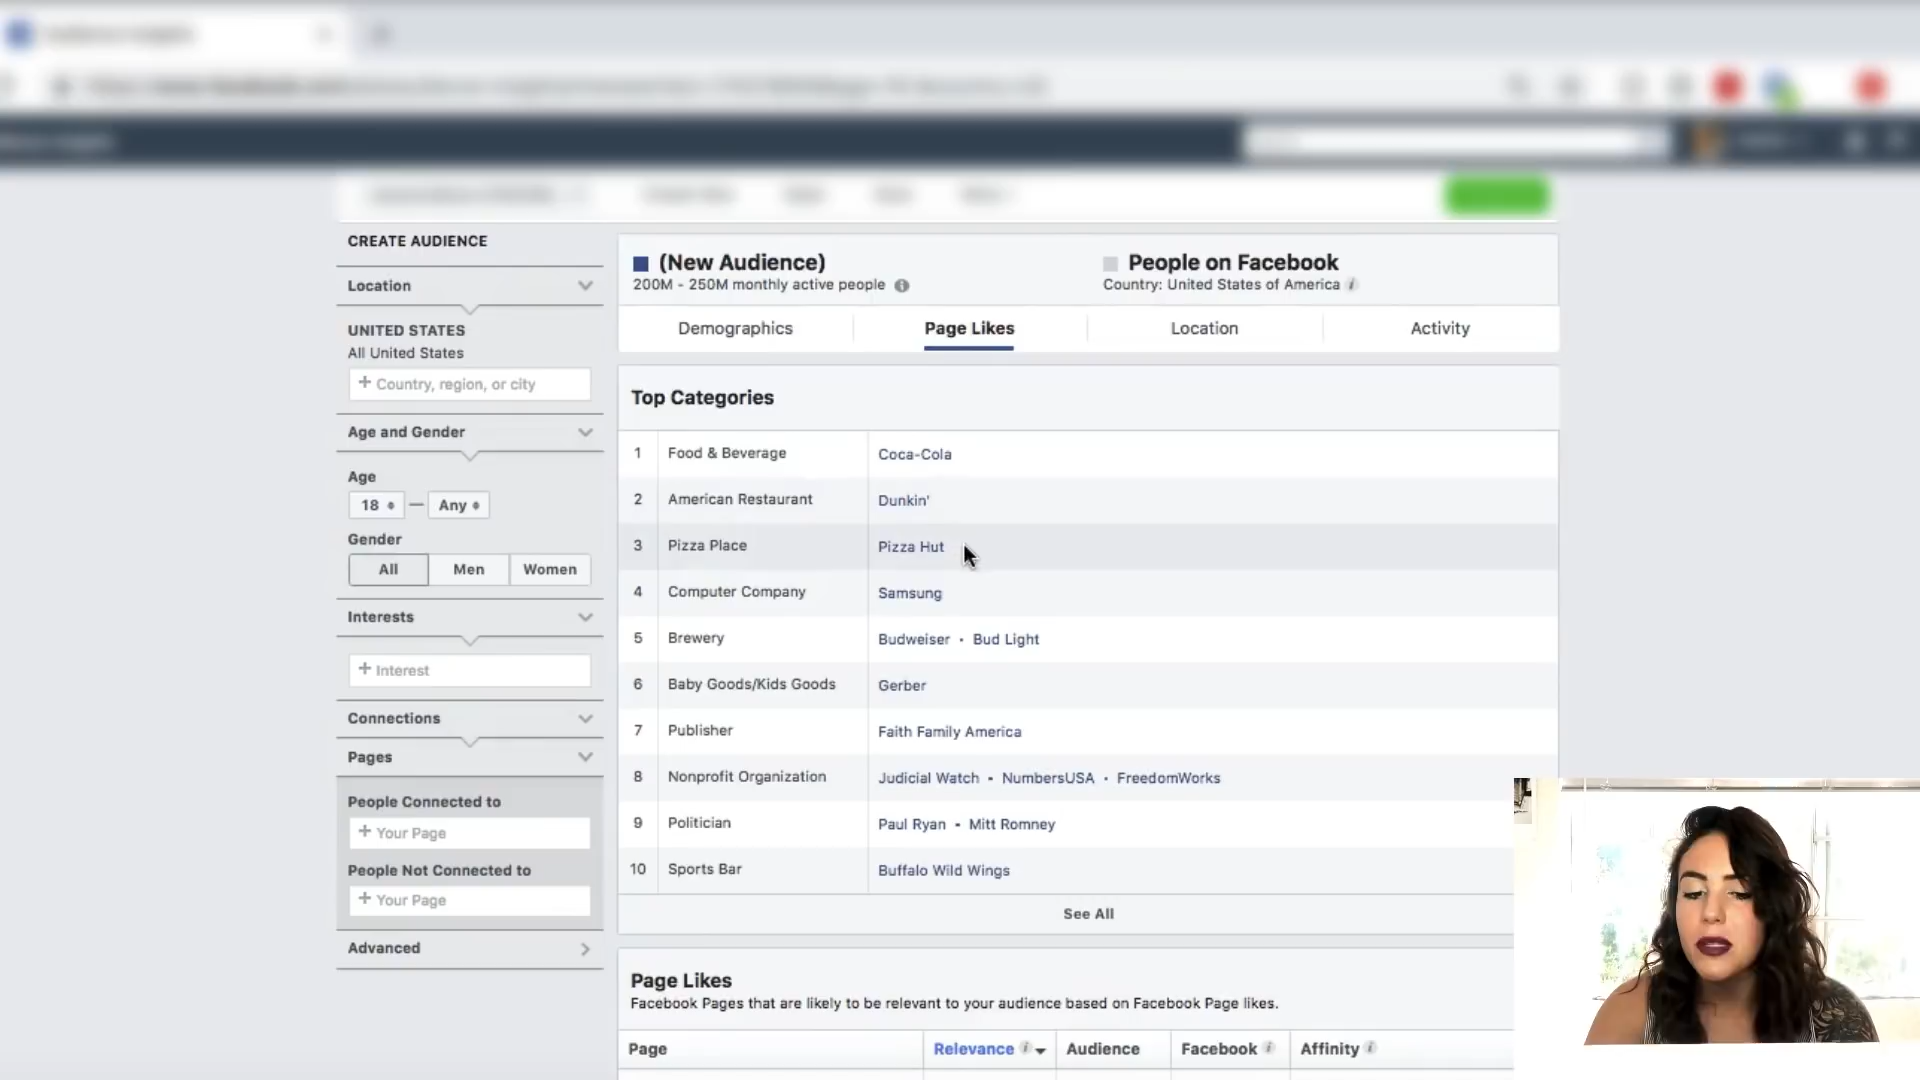 CREATE AUDIENCE
Location
UNITED STATES
All United States
+ Country, region, or city
Age and Gender
Age
18 — Any
Gender
All Men Women
Interests
+ Interest
Connections
Pages
People Connected to
+ Your Page
People Not Connected to
+ Your Page
Advanced
(New Audience)
200M - 250M monthly active people
People on Facebook
Country: United States of America
Demographics Page Likes Location Activity
Top Categories
1 Food & Beverage Coca-Cola
2 American Restaurant Dunkin'
3 Pizza Place Pizza Hut
4 Computer Company Samsung
5 Brewery Budweiser • Bud Light
6 Baby Goods/Kids Goods Gerber
7 Publisher Faith Family America
8 Nonprofit Organization Judicial Watch • NumbersUSA • FreedomWorks
9 Politician Paul Ryan • Mitt Romney
10 Sports Bar Buffalo Wild Wings
See All
Page Likes
Facebook Pages that are likely to be relevant to your audience based on Facebook Page likes.
Page Relevance Audience Facebook Affinity